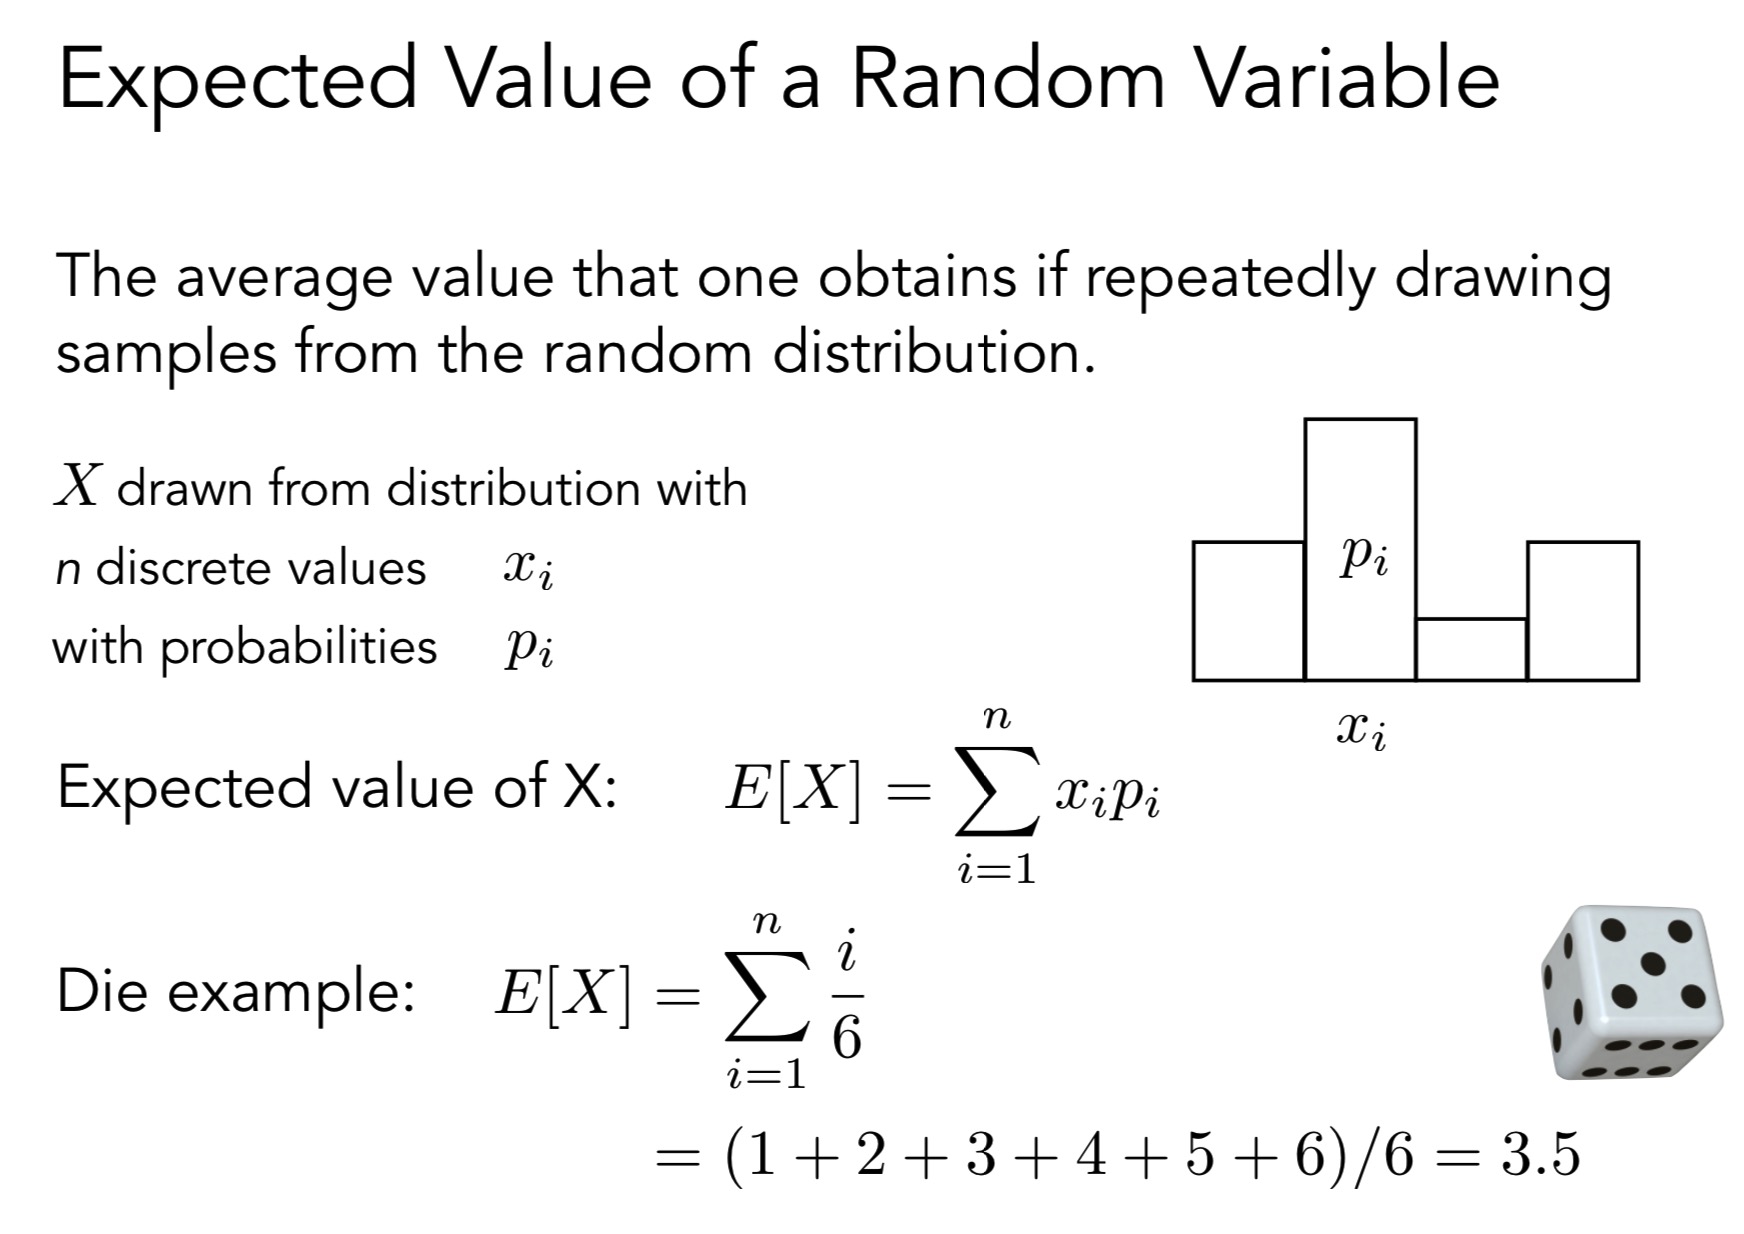 Expected Value of a Random Variable
The average value that one obtains if repeatedly drawing
samples from the random distribution.
X drawn from distribution with
n discrete values x_i
with probabilities p_i
p_i
x_i
Expected value of X: E[X] = \sum_{i=1}^{n} x_i p_i
Die example: E[X] = \sum_{i=1}^{n} \frac{i}{6}
= (1 + 2 + 3 + 4 + 5 + 6)/6 = 3.5